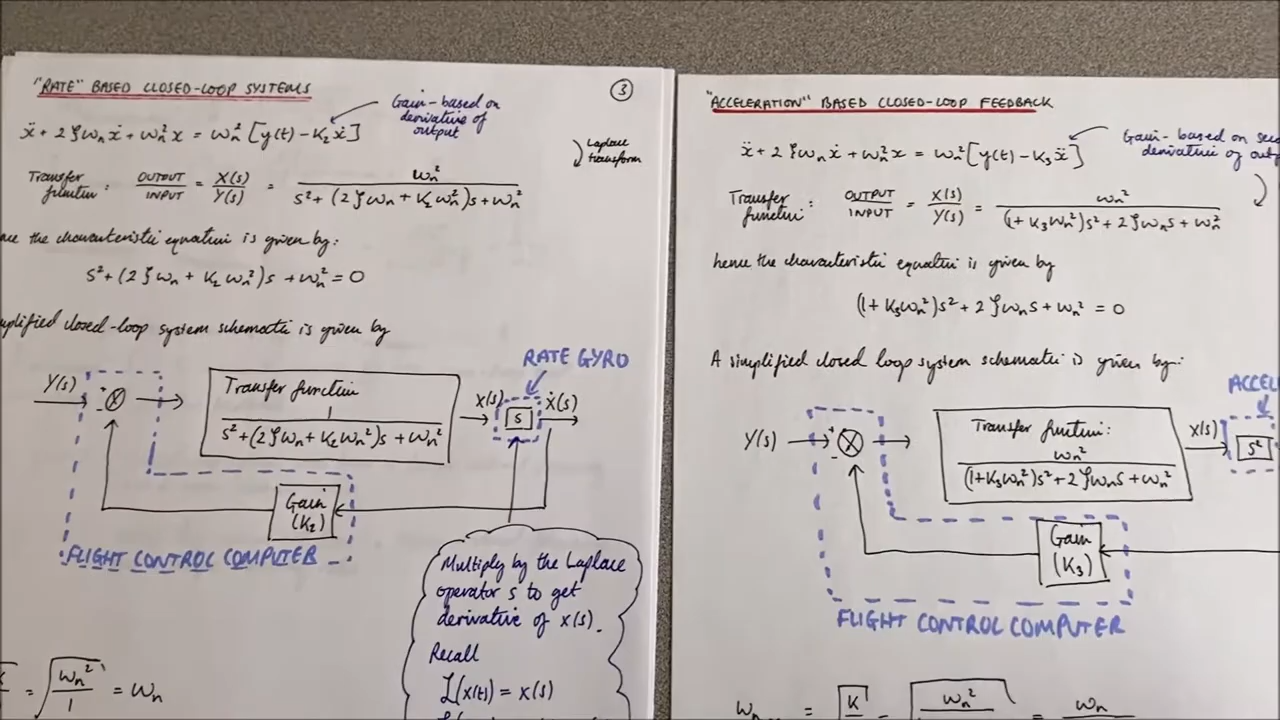 "RATE" BASED CLOSED-LOOP SYSTEMS
3
Gain-based on
derivative of
output
ẍ + 2ζωₙẋ + ωₙ²x = ωₙ²[y(t) - K₂ẋ]
Laplace
transform
Transfer
function : OUTPUT/INPUT = X(s)/Y(s) = ωₙ²/(s² + (2ζωₙ + K₂ωₙ²)s + ωₙ²)
the characteristic equation is given by:
s² + (2ζωₙ + K₂ωₙ²)s + ωₙ² = 0
closed-loop system schematic is given by
RATE GYRO
Y(s)
+
-
Transfer function
1/(s² + (2ζωₙ + K₂ωₙ²)s + ωₙ²)
X(s)
s
Ẋ(s)
Gain
(K₂)
FLIGHT CONTROL COMPUTER
Multiply by the Laplace
operator s to get
derivative of x(s).
Recall
ℒ(x(t)) = x(s)
= √(ωₙ²/1) = ωₙ
"ACCELERATION" BASED CLOSED-LOOP FEEDBACK
Gain-based on
derivative of
ẍ + 2ζωₙẋ + ωₙ²x = ωₙ²[y(t) - K₃ẍ]
Transfer
function : OUTPUT/INPUT = X(s)/Y(s) = ωₙ²/((1 + K₃ωₙ²)s² + 2ζωₙs + ωₙ²)
hence the characteristic equation is given by
(1 + K₃ωₙ²)s² + 2ζωₙs + ωₙ² = 0
A simplified closed loop system schematic is given by:
Y(s)
+
-
Transfer function:
ωₙ²/((1+K₃ωₙ²)s² + 2ζωₙs + ωₙ²)
X(s)
s²
Gain
(K₃)
FLIGHT CONTROL COMPUTER